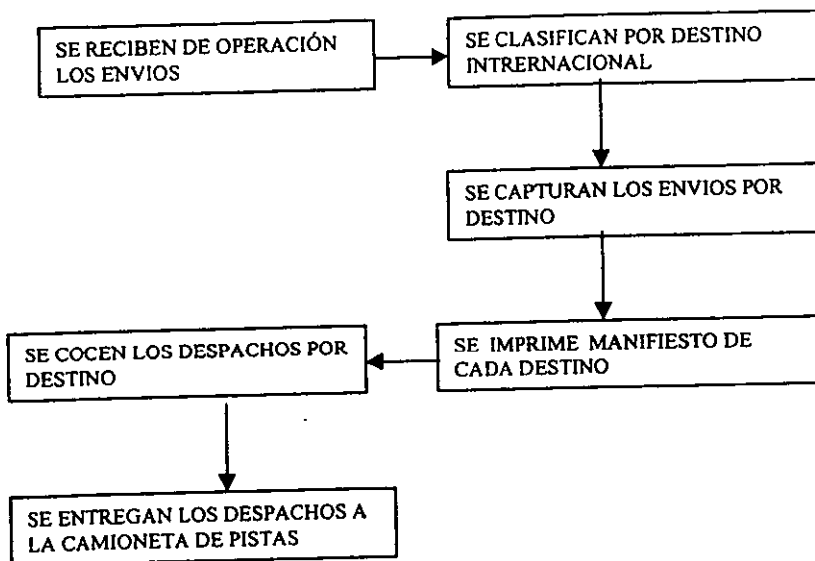 SE RECIBEN DE OPERACIÓN
LOS ENVIOS
SE CLASIFICAN POR DESTINO
INTRERNACIONAL
SE CAPTURAN LOS ENVIOS POR
DESTINO
SE IMPRIME MANIFIESTO DE
CADA DESTINO
SE COCEN LOS DESPACHOS POR
DESTINO
SE ENTREGAN LOS DESPACHOS A
LA CAMIONETA DE PISTAS